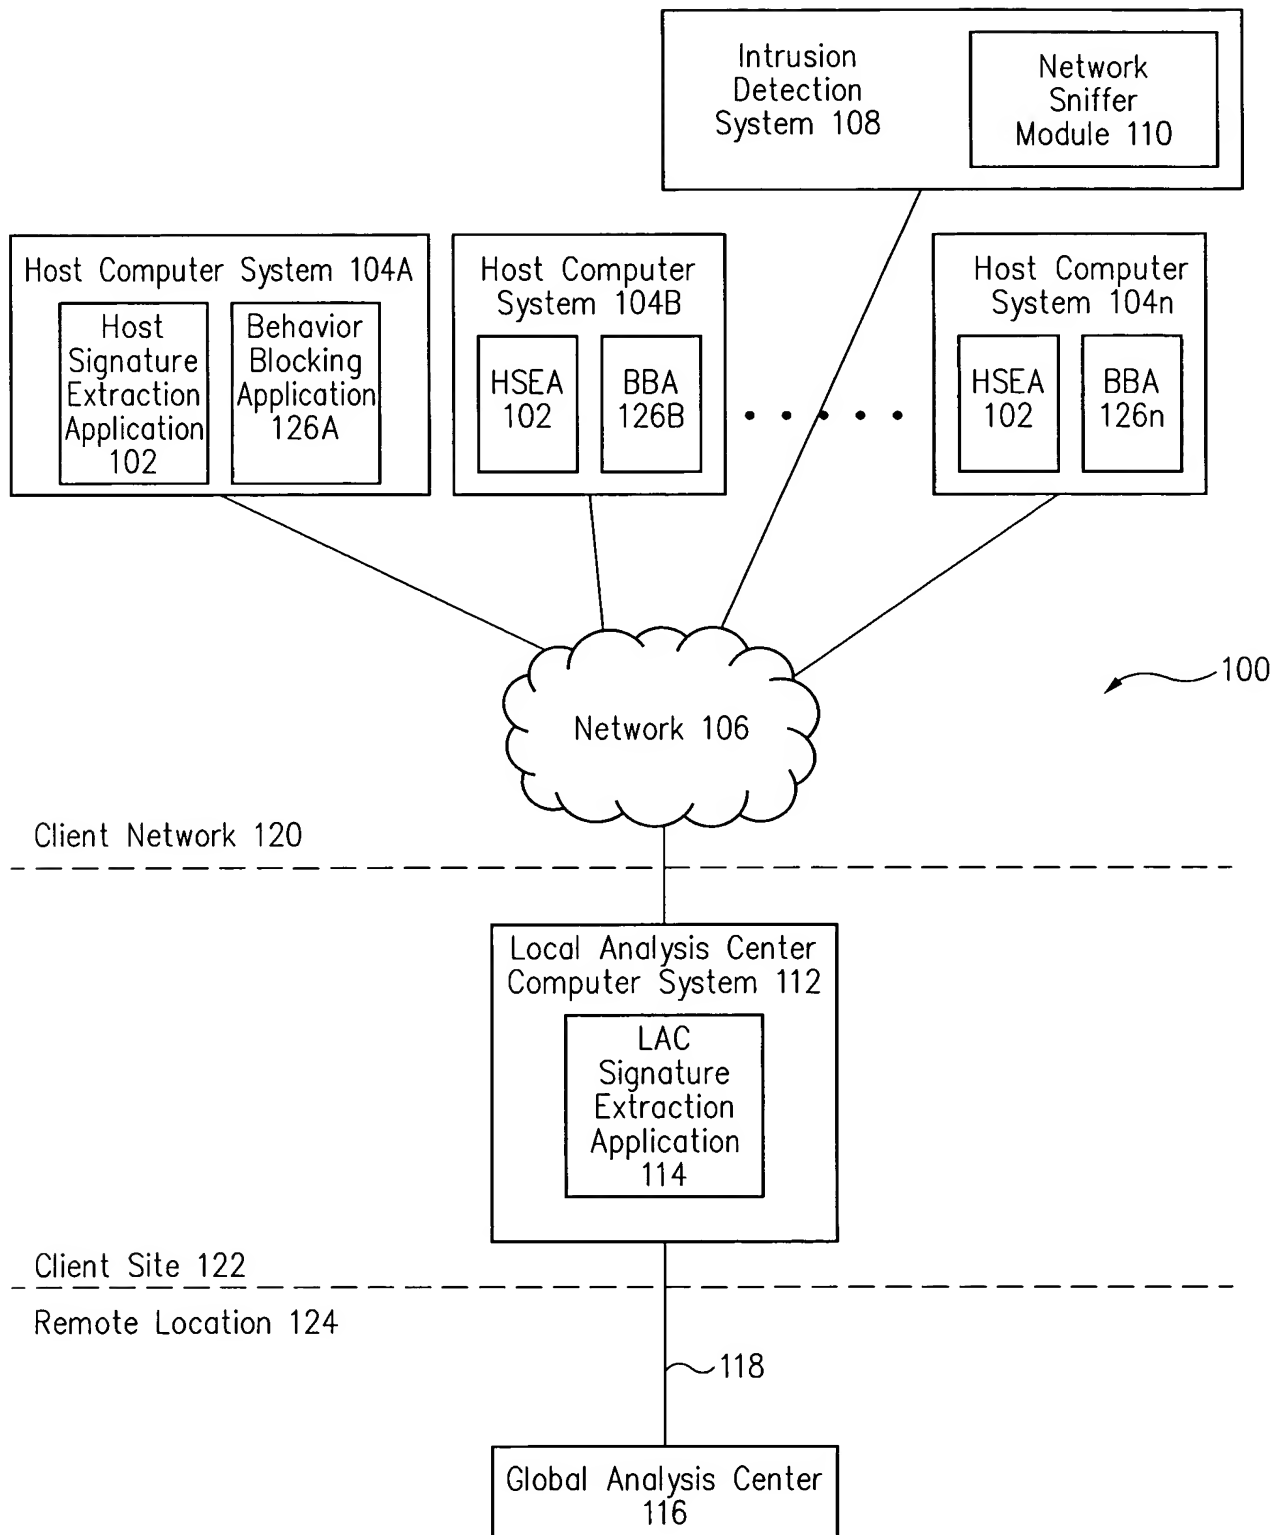 Intrusion
Detection
System 108
Network
Sniffer
Module 110
Host Computer System 104A
Host
Signature
Extraction
Application
102
Behavior
Blocking
Application
126A
Host Computer
System 104B
HSEA
102
BBA
126B
Host Computer
System 104n
HSEA
102
BBA
126n
Network 106
100
Client Network 120
Local Analysis Center
Computer System 112
LAC
Signature
Extraction
Application
114
Client Site 122
Remote Location 124
118
Global Analysis Center
116